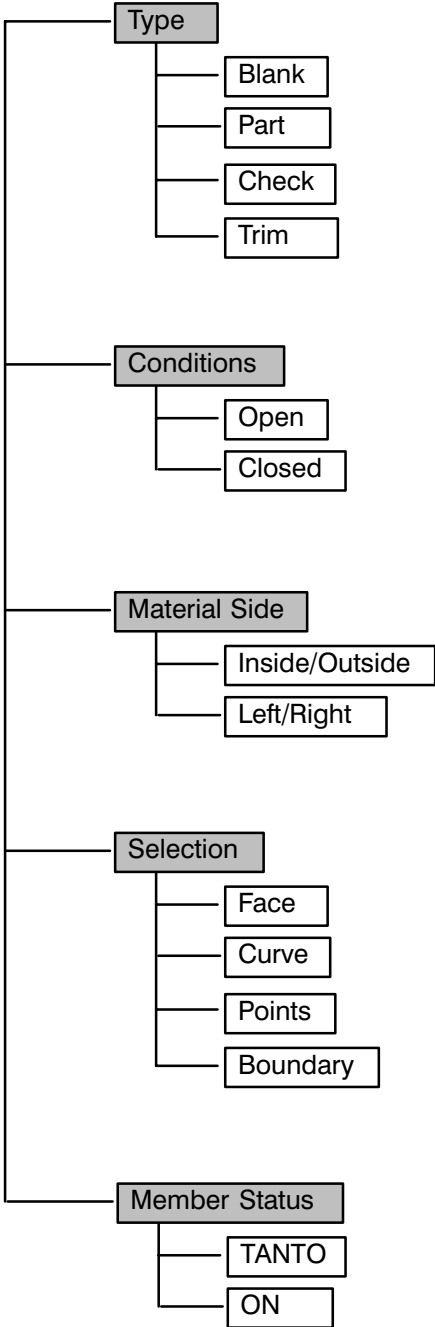 Type
Blank
Part
Check
Trim
Conditions
Open
Closed
Material Side
Inside/Outside
Left/Right
Selection
Face
Curve
Points
Boundary
Member Status
TANTO
ON